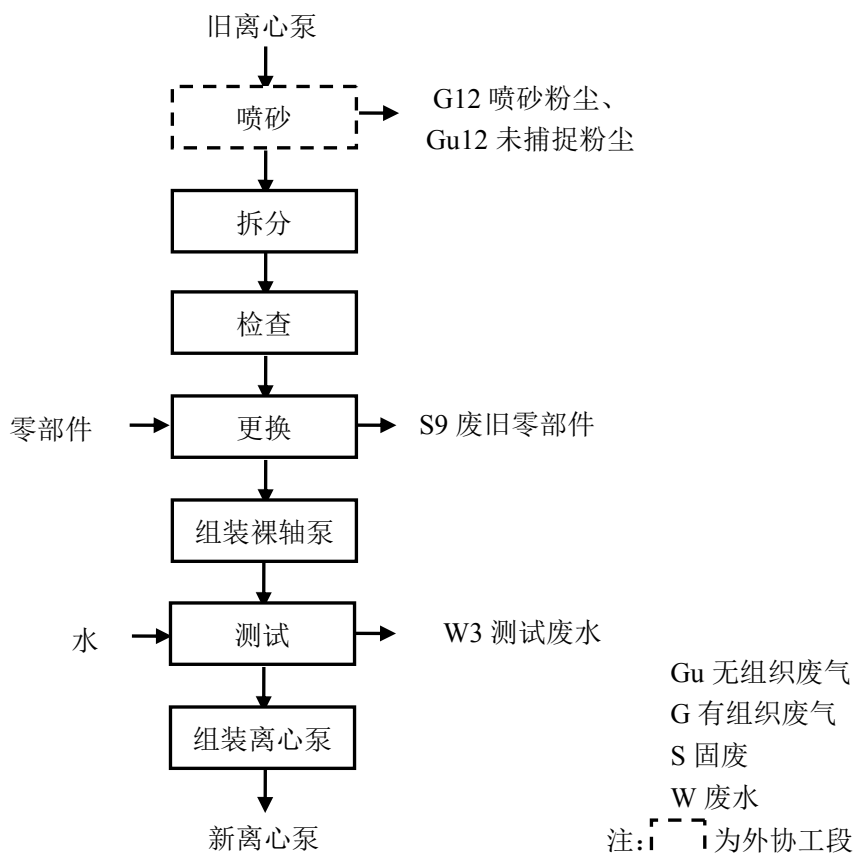 旧离心泵
喷砂
G12 喷砂粉尘、
Gu12 未捕捉粉尘
拆分
检查
零部件
更换
S9 废旧零部件
组装裸轴泵
水
测试
W3 测试废水
组装离心泵
新离心泵
Gu 无组织废气
G 有组织废气
S 固废
W 废水
注: 为外协工段